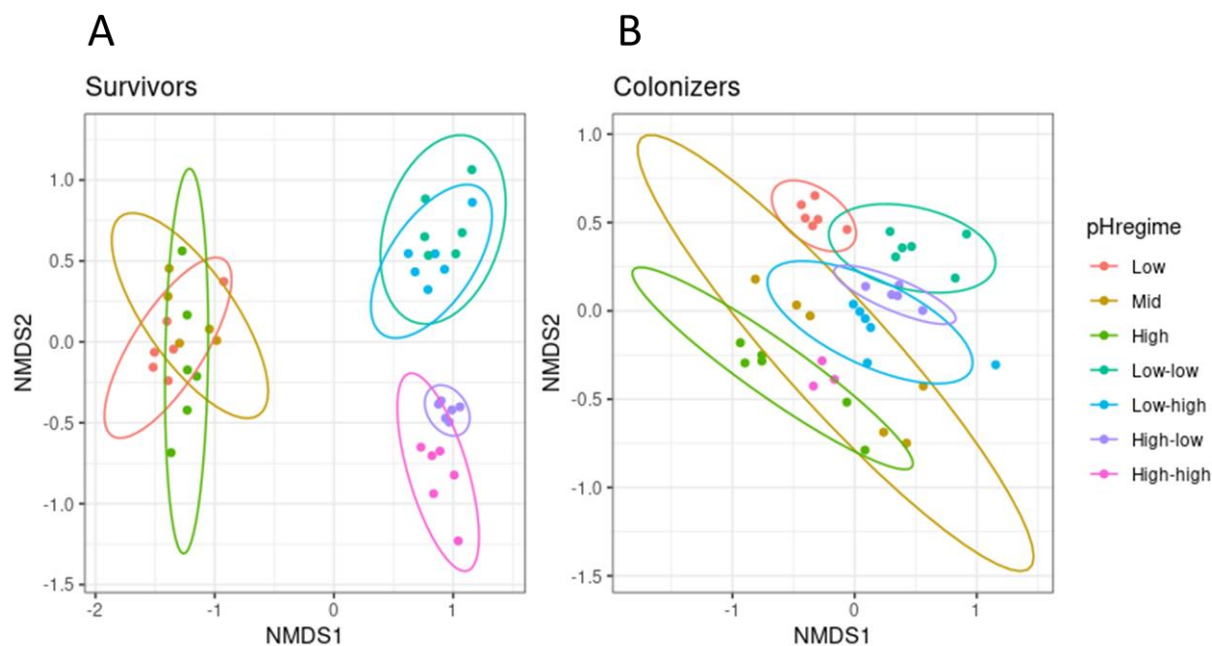 A
B
Survivors
Colonizers
1.0
0.5
0.0
-0.5
-1.0
-1.5
-2
-1
0
1
NMDS1
NMDS2
1.0
0.5
0.0
-0.5
-1.0
-1.5
-1
0
1
NMDS1
NMDS2
pHregime
Low
Mid
High
Low-low
Low-high
High-low
High-high